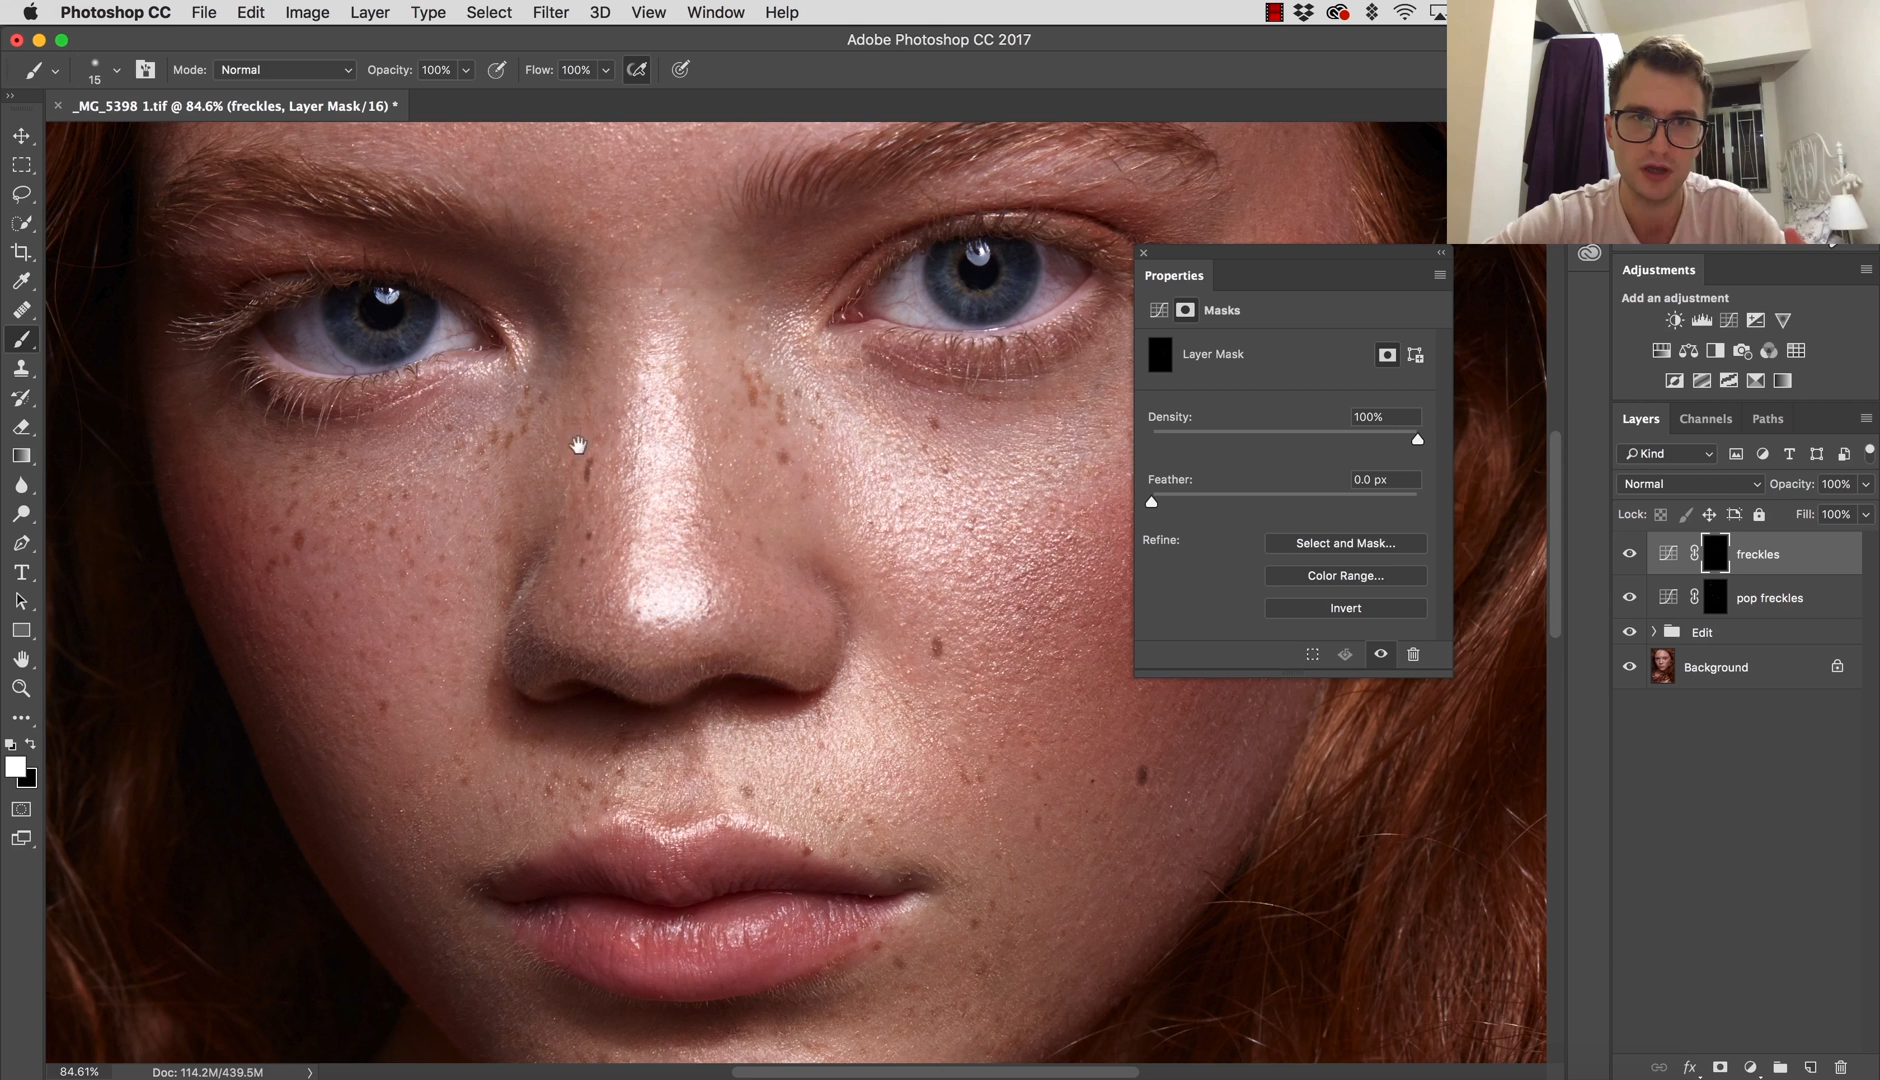 Photoshop CC File Edit Image Layer Type Select Filter 3D View Window Help
Adobe Photoshop CC 2017
15 Mode: Normal Opacity: 100% Flow: 100%
_MG_5398 1.tif @ 84.6% (freckles, Layer Mask/16) *
Properties
Masks
Layer Mask
Density: 100%
Feather: 0.0 px
Refine: Select and Mask...
Color Range...
Invert
Adjustments
Add an adjustment
Layers Channels Paths
Kind
Normal Opacity: 100%
Lock: Fill: 100%
freckles
pop freckles
Edit
Background
fx
84.61% Doc: 114.2M/439.5M